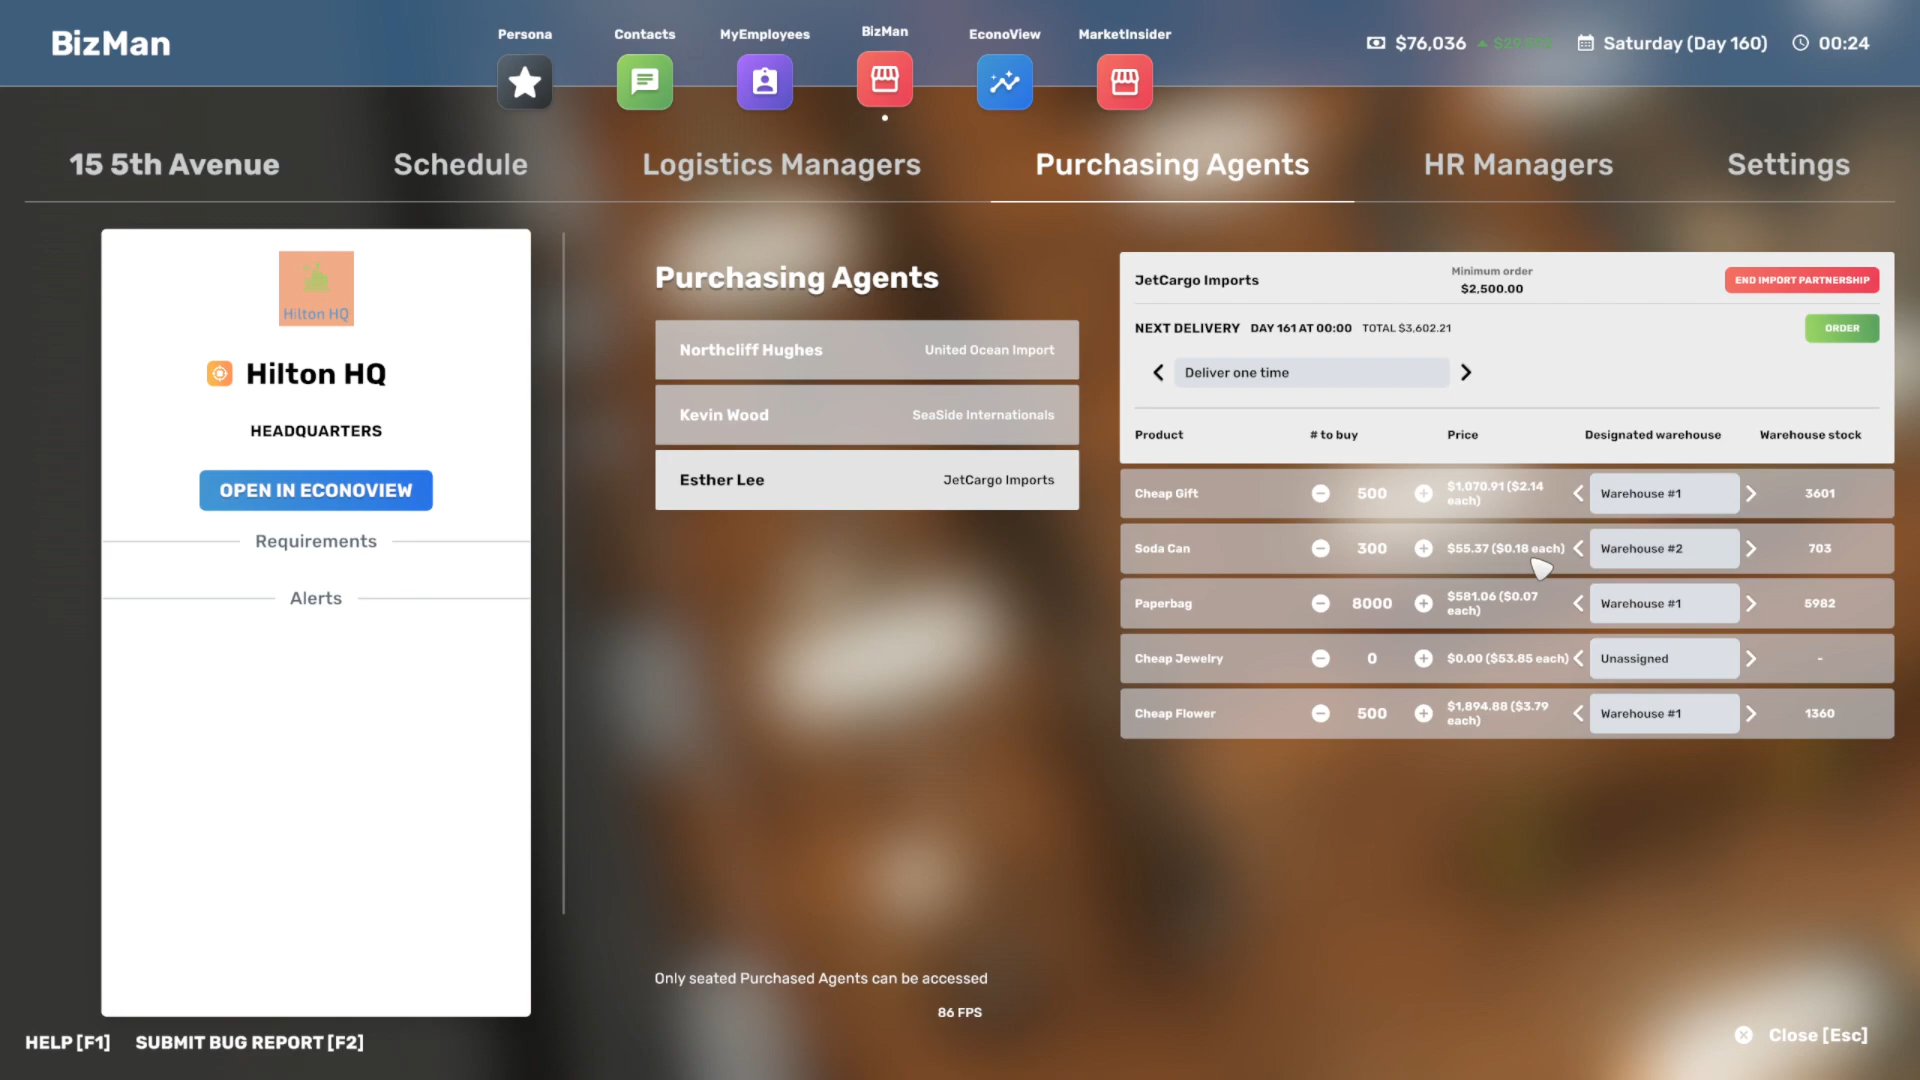 BizMan
Persona
Contacts
MyEmployees
BizMan
EconoView
MarketInsider
$76,036
Saturday (Day 160)
00:24
15 5th Avenue
Schedule
Logistics Managers
Purchasing Agents
HR Managers
Settings
Hilton HQ
Hilton HQ
HEADQUARTERS
OPEN IN ECONOVIEW
Requirements
Alerts
Purchasing Agents
Northcliff Hughes United Ocean Import
Kevin Wood SeaSide Internationals
Esther Lee JetCargo Imports
Only seated Purchased Agents can be accessed
86 FPS
JetCargo Imports
Minimum order
$2,500.00
END IMPORT PARTNERSHIP
NEXT DELIVERY DAY 161 AT 00:00 TOTAL $3,602.21
ORDER
Deliver one time
Product # to buy Price Designated warehouse Warehouse stock
Cheap Gift 500 $1,070.91 ($2.14 each) Warehouse #1 3601
Soda Can 300 $55.37 ($0.18 each) Warehouse #2 703
Paperbag 8000 $581.06 ($0.07 each) Warehouse #1 5982
Cheap Jewelry 0 $0.00 ($53.85 each) Unassigned -
Cheap Flower 500 $1,894.88 ($3.79 each) Warehouse #1 1360
HELP [F1]
SUBMIT BUG REPORT [F2]
Close [Esc]